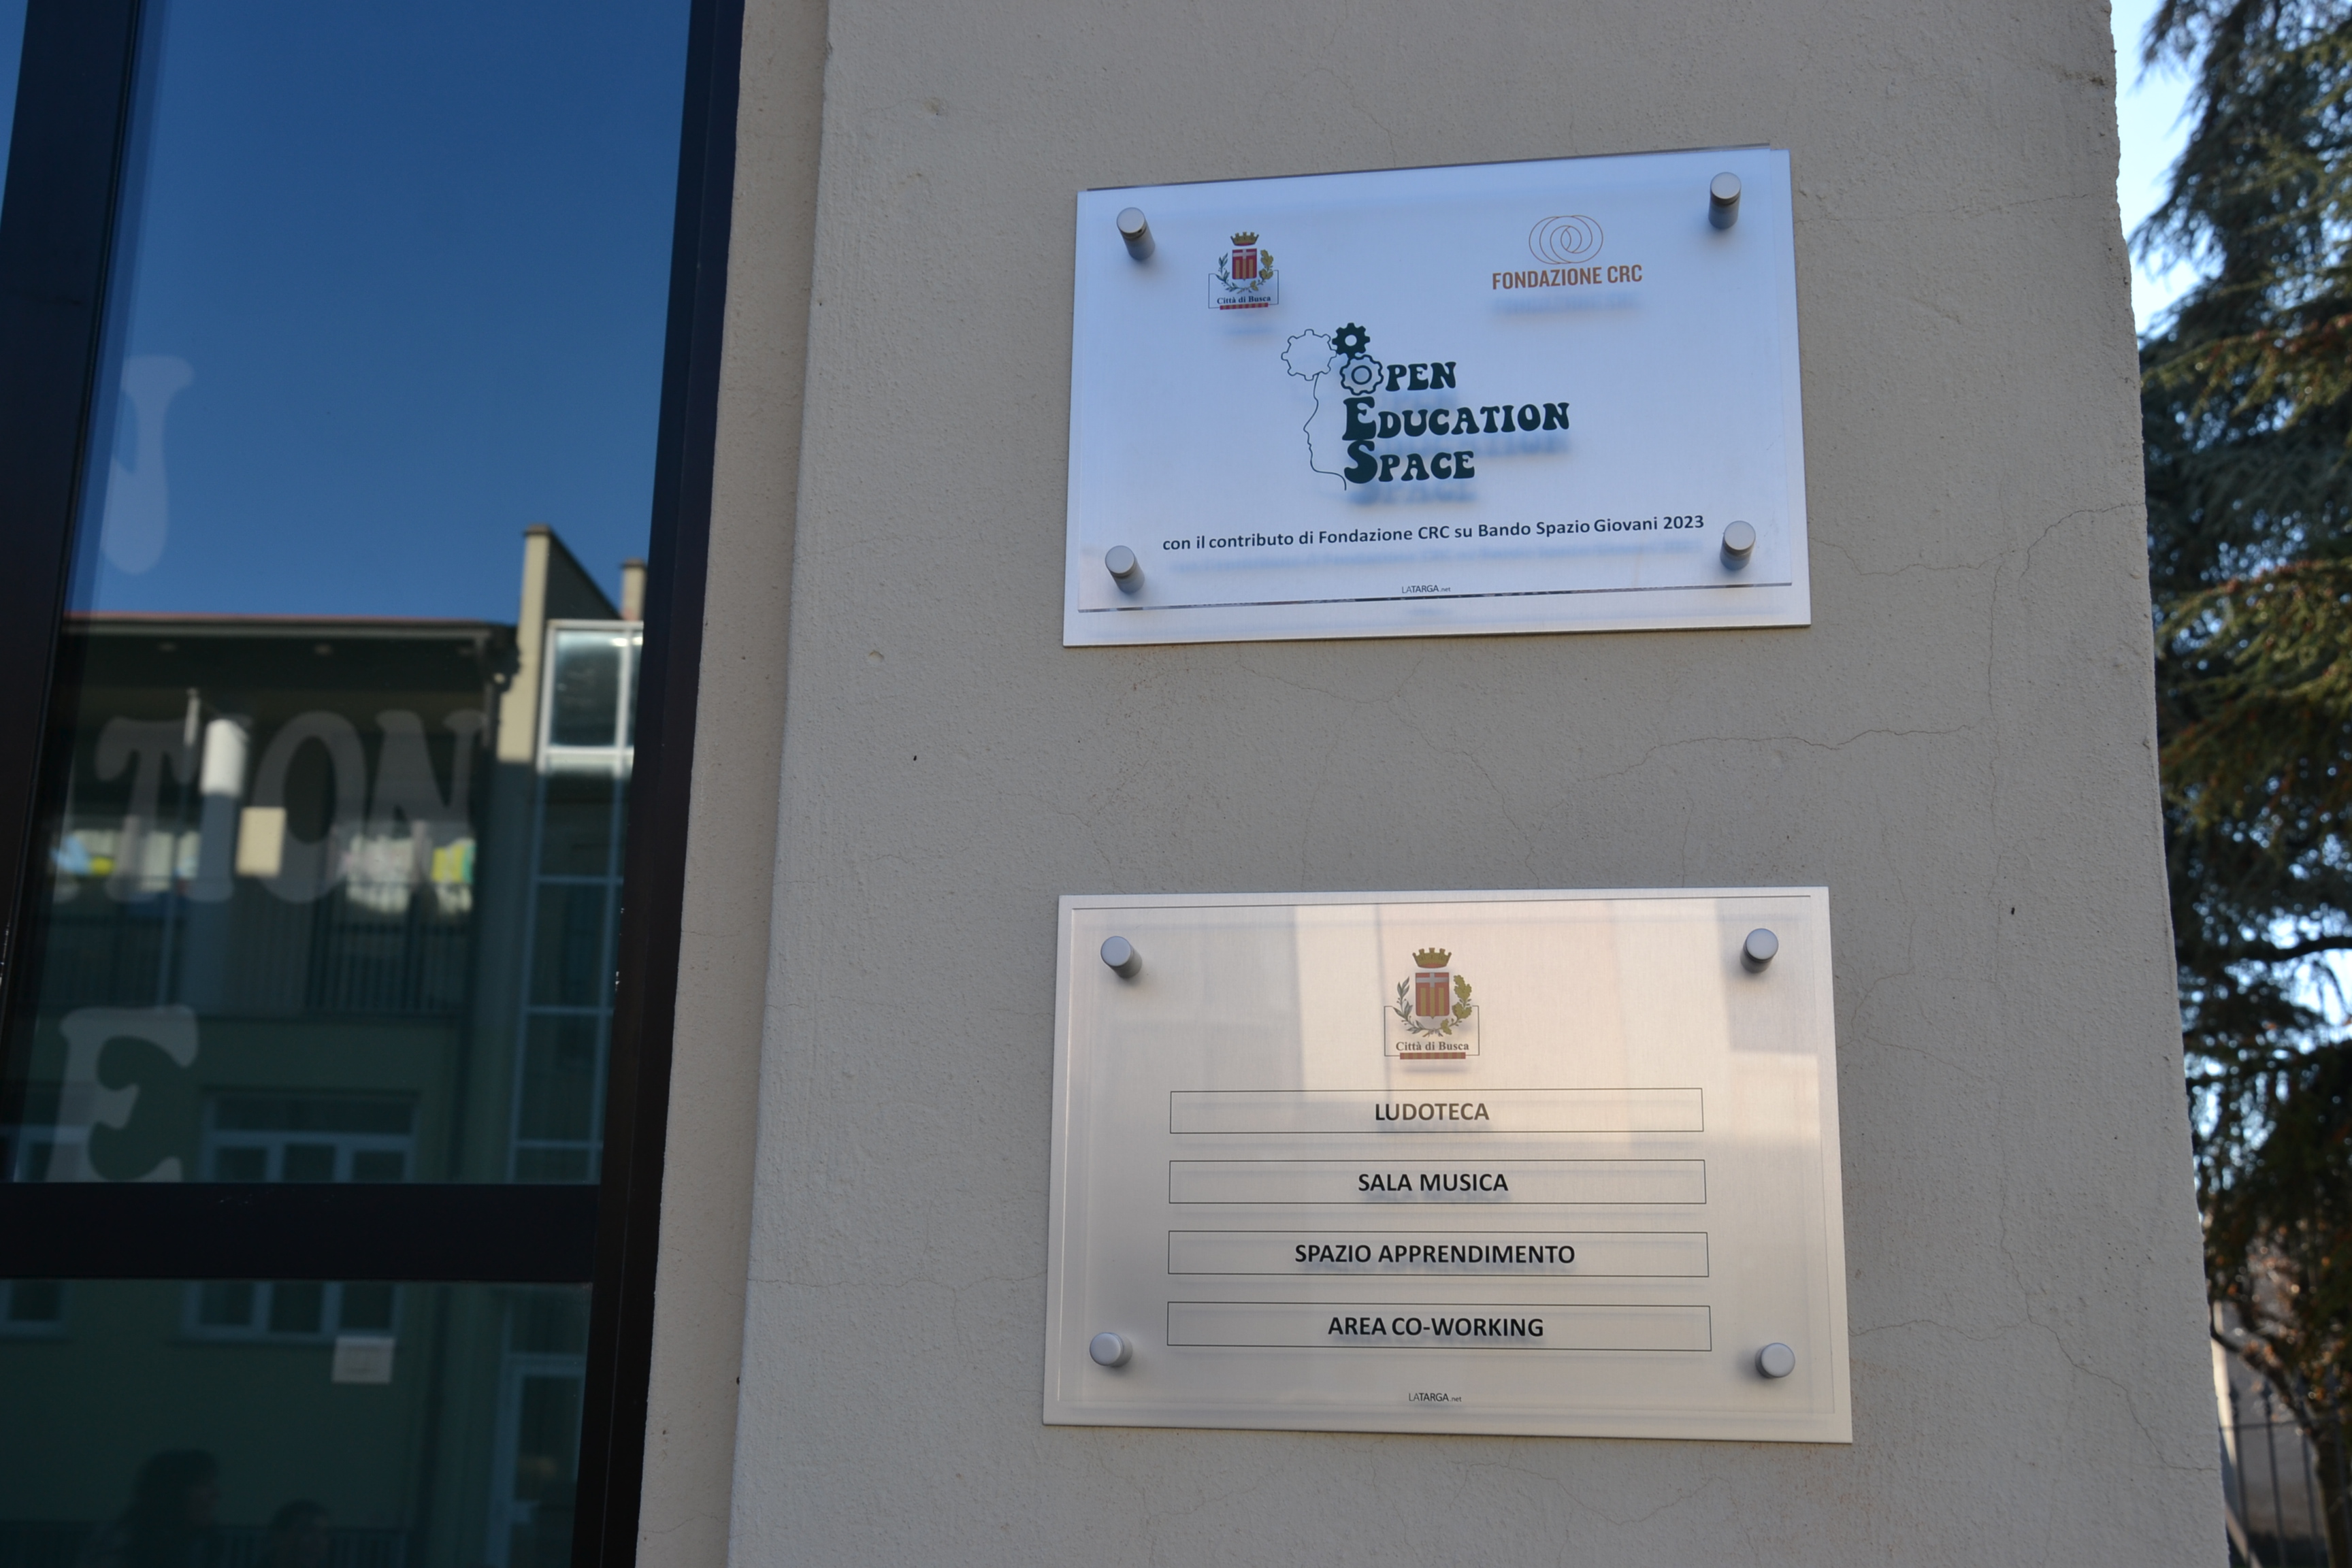 N
TION
E
Città di Busca
FONDAZIONE CRC
OPEN
EDUCATION
SPACE
con il contributo di Fondazione CRC su Bando Spazio Giovani 2023
LATARGA.net
Città di Busca
LUDOTECA
SALA MUSICA
SPAZIO APPRENDIMENTO
AREA CO-WORKING
LATARGA.net